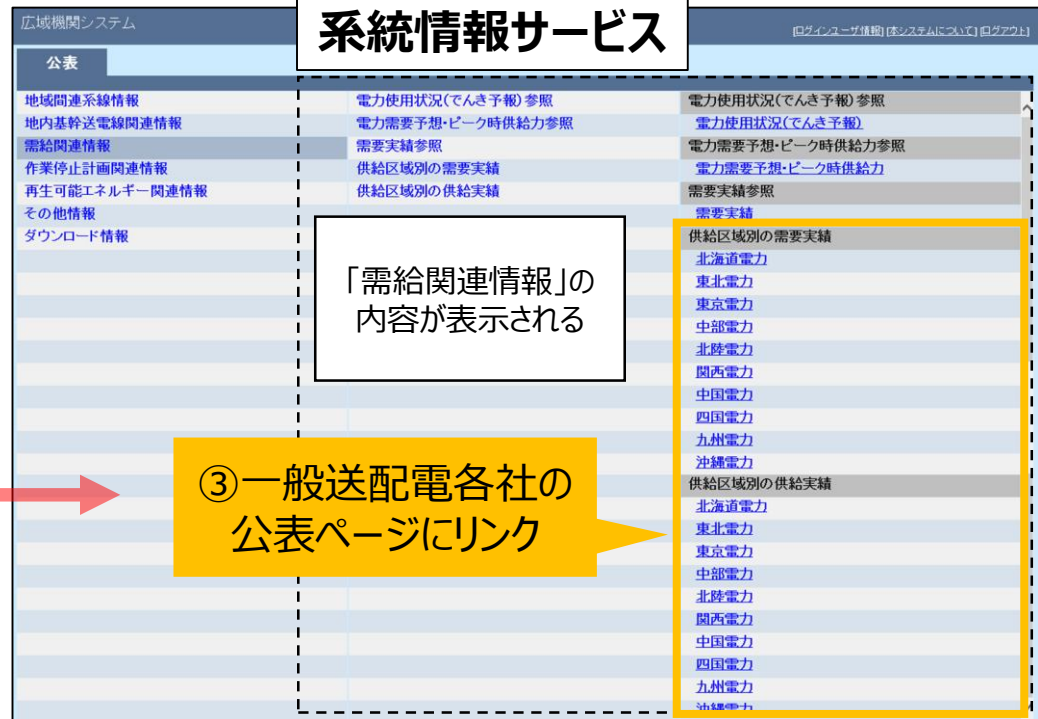 広域機関システム
系統情報サービス
[ログインユーザ情報] [本システムについて] [ログアウト]
公表
地域間連系線情報
地内基幹送電線関連情報
需給関連情報
作業停止計画関連情報
再生可能エネルギー関連情報
その他情報
ダウンロード情報
電力使用状況(でんき予報)参照
電力需要予想・ピーク時供給力参照
需要実績参照
供給区域別の需要実績
供給区域別の供給実績
「需給関連情報」の
内容が表示される
③一般送配電各社の
公表ページにリンク
電力使用状況(でんき予報)参照
電力使用状況(でんき予報)
電力需要予想・ピーク時供給力参照
電力需要予想・ピーク時供給力
需要実績参照
需要実績
供給区域別の需要実績
北海道電力
東北電力
東京電力
中部電力
北陸電力
関西電力
中国電力
四国電力
九州電力
沖縄電力
供給区域別の供給実績
北海道電力
東北電力
東京電力
中部電力
北陸電力
関西電力
中国電力
四国電力
九州電力
沖縄電力